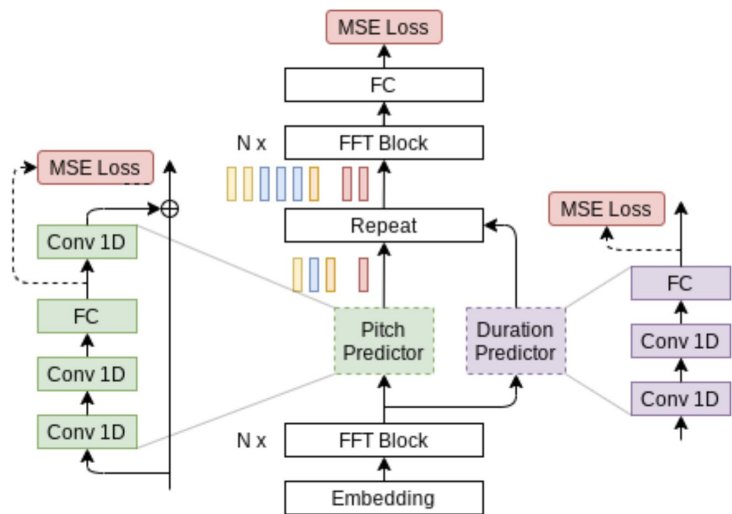 MSE Loss
FC
N x
FFT Block
Repeat
Pitch
Predictor
Duration
Predictor
N x
FFT Block
Embedding
MSE Loss
Conv 1D
FC
Conv 1D
Conv 1D
MSE Loss
FC
Conv 1D
Conv 1D